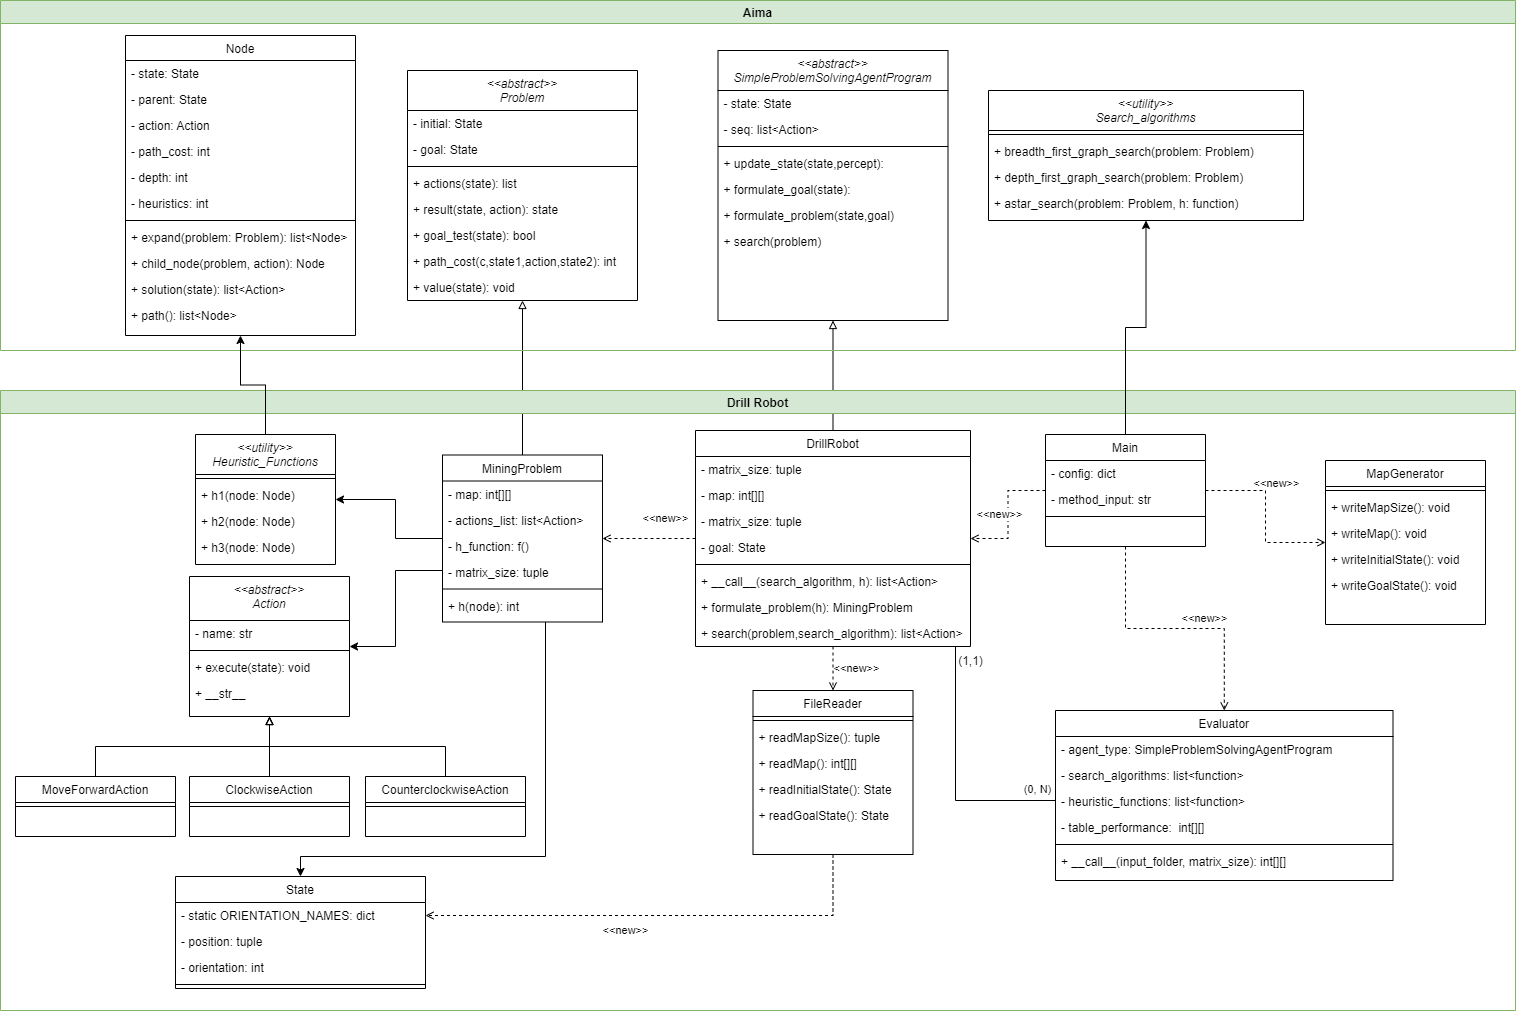 Aima
Node
- state: State
- parent: State
- action: Action
- path_cost: int
- depth: int
- heuristics: int
+ expand(problem: Problem): list<Node>
+ child_node(problem, action): Node
+ solution(state): list<Action>
+ path(): list<Node>
<<abstract>>
Problem
- initial: State
- goal: State
+ actions(state): list
+ result(state, action): state
+ goal_test(state): bool
+ path_cost(c,state1,action,state2): int
+ value(state): void
<<abstract>>
SimpleProblemSolvingAgentProgram
- state: State
- seq: list<Action>
+ update_state(state,percept):
+ formulate_goal(state):
+ formulate_problem(state,goal)
+ search(problem)
<<utility>>
Search_algorithms
+ breadth_first_graph_search(problem: Problem)
+ depth_first_graph_search(problem: Problem)
+ astar_search(problem: Problem, h: function)
Drill Robot
<<utility>>
Heuristic_Functions
+ h1(node: Node)
+ h2(node: Node)
+ h3(node: Node)
MiningProblem
- map: int[][]
- actions_list: list<Action>
- h_function: f()
- matrix_size: tuple
+ h(node): int
<<new>>
DrillRobot
- matrix_size: tuple
- map: int[][]
- matrix_size: tuple
- goal: State
+ __call__(search_algorithm, h): list<Action>
+ formulate_problem(h): MiningProblem
+ search(problem,search_algorithm): list<Action>
<<new>>
Main
- config: dict
- method_input: str
<<new>>
MapGenerator
+ writeMapSize(): void
+ writeMap(): void
+ writeInitialState(): void
+ writeGoalState(): void
<<abstract>>
Action
- name: str
+ execute(state): void
+ __str__
<<new>>
(1,1)
<<new>>
FileReader
+ readMapSize(): tuple
+ readMap(): int[][]
+ readInitialState(): State
+ readGoalState(): State
(0, N)
Evaluator
- agent_type: SimpleProblemSolvingAgentProgram
- search_algorithms: list<function>
- heuristic_functions: list<function>
- table_performance:  int[][]
+ __call__(input_folder, matrix_size): int[][]
MoveForwardAction
ClockwiseAction
CounterclockwiseAction
State
- static ORIENTATION_NAMES: dict
- position: tuple
- orientation: int
<<new>>